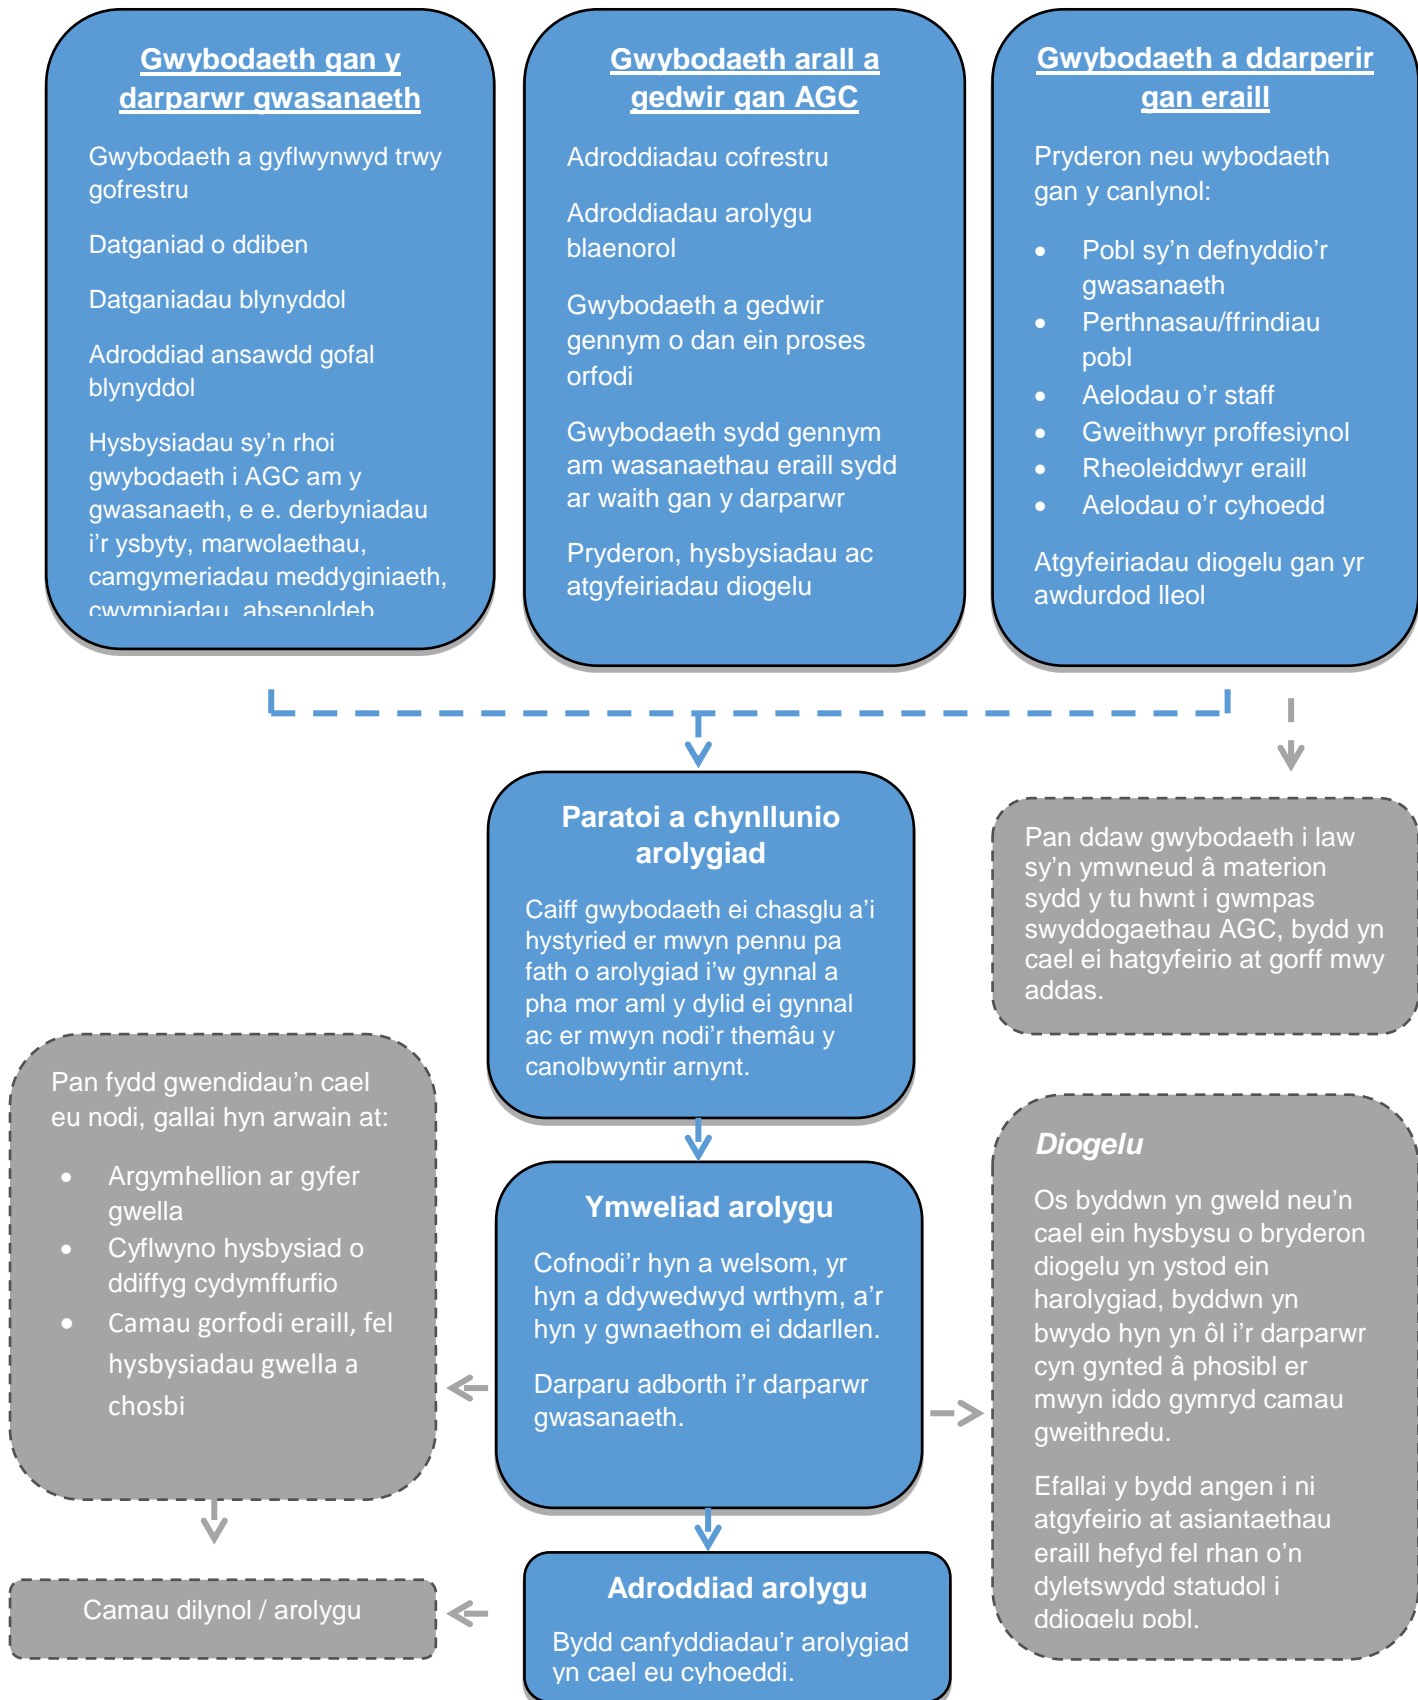 Gwybodaeth gan y
darparwr gwasanaeth
Gwybodaeth a gyflwynwyd trwy
gofrestru
Datganiad o ddiben
Datganiadau blynyddol
Adroddiad ansawdd gofal
blynyddol
Hysbysiadau sy’n rhoi
gwybodaeth i AGC am y
gwasanaeth, e e. derbyniadau
i’r ysbyty, marwolaethau,
camgymeriadau meddyginiaeth,
cwympiadau, absenoldeb
Gwybodaeth arall a
gedwir gan AGC
Adroddiadau cofrestru
Adroddiadau arolygu
blaenorol
Gwybodaeth a gedwir
gennym o dan ein proses
orfodi
Gwybodaeth sydd gennym
am wasanaethau eraill sydd
ar waith gan y darparwr
Pryderon, hysbysiadau ac
atgyfeiriadau diogelu
Gwybodaeth a ddarperir
gan eraill
Pryderon neu wybodaeth
gan y canlynol:
• Pobl sy’n defnyddio’r
gwasanaeth
• Perthnasau/ffrindiau
pobl
• Aelodau o’r staff
• Gweithwyr proffesiynol
• Rheoleiddwyr eraill
• Aelodau o’r cyhoedd
Atgyfeiriadau diogelu gan yr
awdurdod lleol
Paratoi a chynllunio
arolygiad
Caiff gwybodaeth ei chasglu a’i
hystyried er mwyn pennu pa
fath o arolygiad i’w gynnal a
pha mor aml y dylid ei gynnal
ac er mwyn nodi’r themâu y
canolbwyntir arnynt.
Pan ddaw gwybodaeth i law
sy’n ymwneud â materion
sydd y tu hwnt i gwmpas
swyddogaethau AGC, bydd yn
cael ei hatgyfeirio at gorff mwy
addas.
Pan fydd gwendidau’n cael
eu nodi, gallai hyn arwain at:
• Argymhellion ar gyfer
gwella
• Cyflwyno hysbysiad o
ddiffyg cydymffurfio
• Camau gorfodi eraill, fel
hysbysiadau gwella a
chosbi
Ymweliad arolygu
Cofnodi’r hyn a welsom, yr
hyn a ddywedwyd wrthym, a’r
hyn y gwnaethom ei ddarllen.
Darparu adborth i’r darparwr
gwasanaeth.
Diogelu
Os byddwn yn gweld neu’n
cael ein hysbysu o bryderon
diogelu yn ystod ein
harolygiad, byddwn yn
bwydo hyn yn ôl i’r darparwr
cyn gynted â phosibl er
mwyn iddo gymryd camau
gweithredu.
Efallai y bydd angen i ni
atgyfeirio at asiantaethau
eraill hefyd fel rhan o’n
dyletswydd statudol i
ddiogelu pobl.
Camau dilynol / arolygu
Adroddiad arolygu
Bydd canfyddiadau’r arolygiad
yn cael eu cyhoeddi.